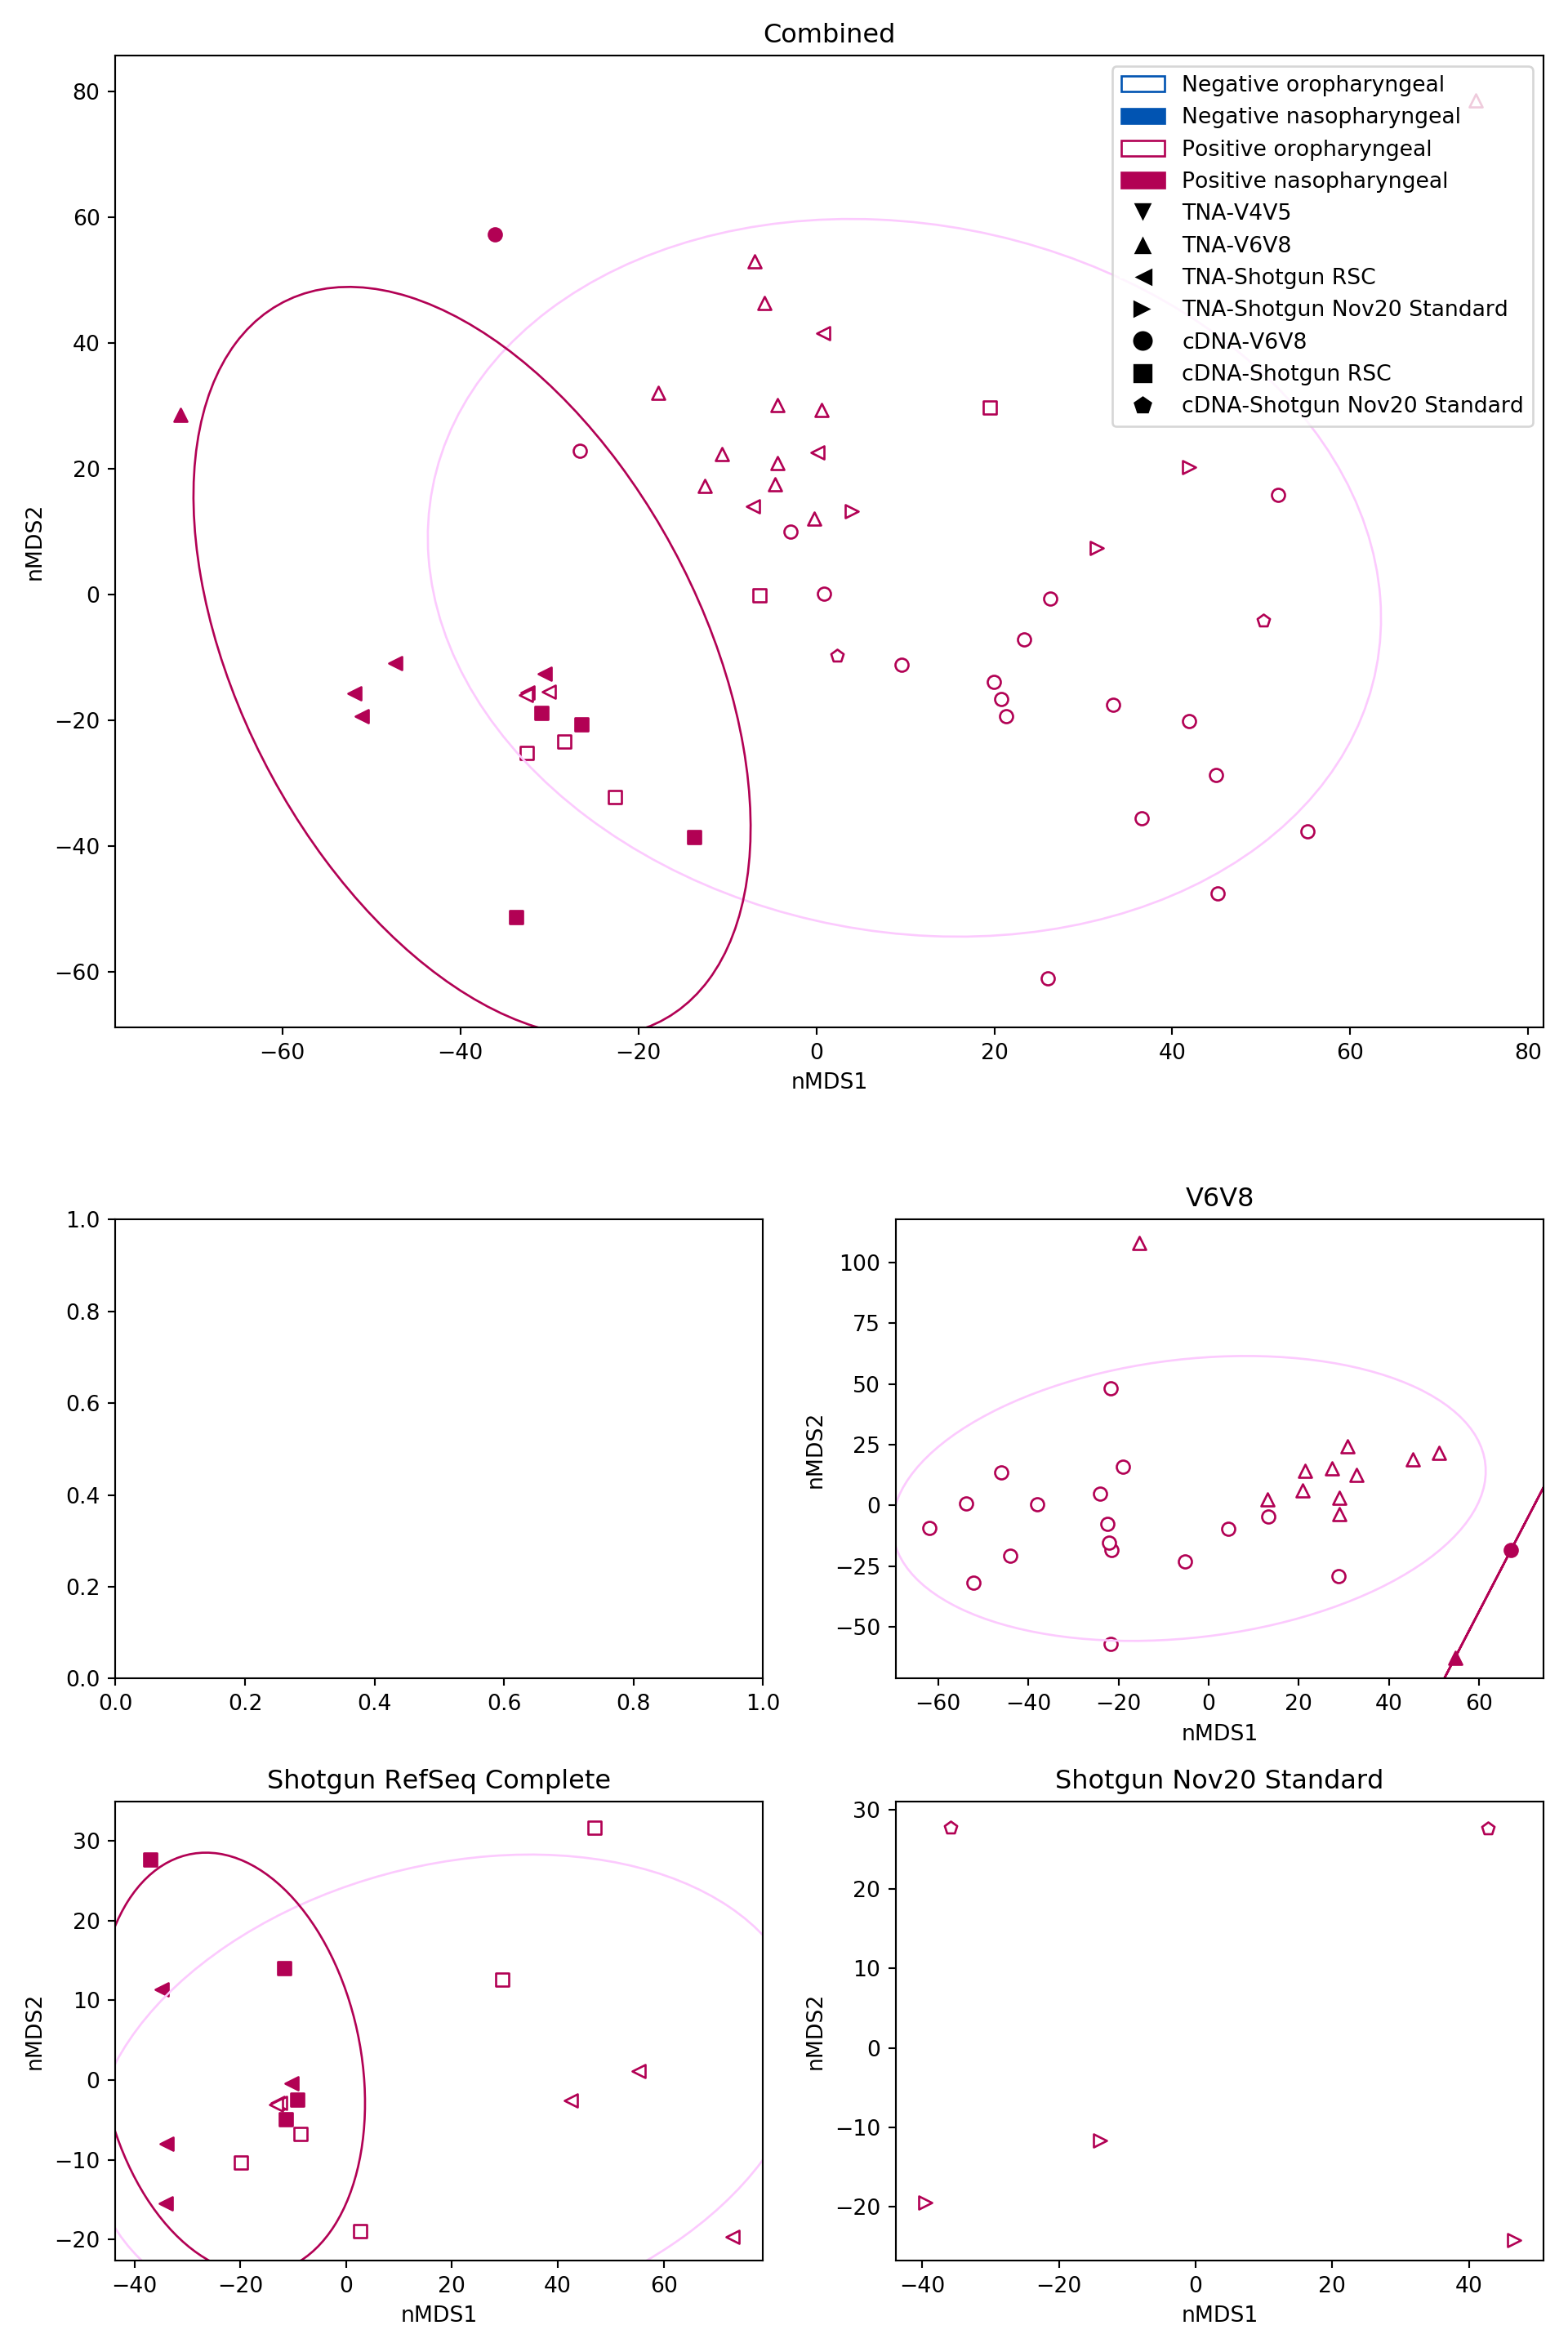 Combined
Negative oropharyngeal
Negative nasopharyngeal
Positive oropharyngeal
Positive nasopharyngeal
TNA-V4V5
TNA-V6V8
TNA-Shotgun RSC
TNA-Shotgun Nov20 Standard
cDNA-V6V8
cDNA-Shotgun RSC
cDNA-Shotgun Nov20 Standard
80
60
40
20
0
−20
−40
−60
nMDS2
−60 −40 −20 0 20 40 60 80
nMDS1
1.0
0.8
0.6
0.4
0.2
0.0
0.0 0.2 0.4 0.6 0.8 1.0
V6V8
100
75
50
25
0
−25
−50
nMDS2
−60 −40 −20 0 20 40 60
nMDS1
Shotgun RefSeq Complete
30
20
10
0
−10
−20
nMDS2
−40 −20 0 20 40 60
nMDS1
Shotgun Nov20 Standard
30
20
10
0
−10
−20
nMDS2
−40 −20 0 20 40
nMDS1